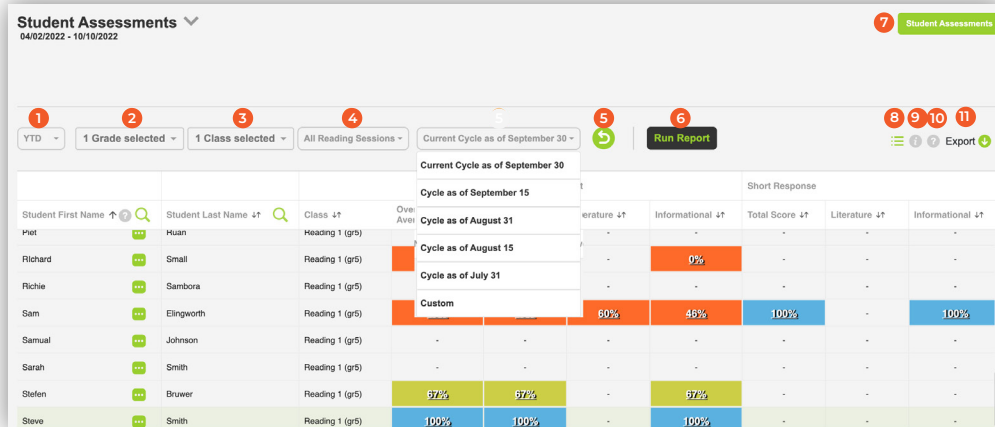 Student Assessments
04/02/2022 - 10/10/2022
7 Student Assessments
1 2 3 4 5 5 6 8 9 10 11
YTD 1 Grade selected 1 Class selected All Reading Sessions Current Cycle as of September 30 Run Report i ? Export
Current Cycle as of September 30
Cycle as of September 15
Cycle as of August 31
Cycle as of August 15
Cycle as of July 31
Custom
Short Response
Student First Name ? Student Last Name Class Informational Total Score Literature Informational
Piet Ruan Reading 1 (gr5) - - - - -
RIchard Small Reading 1 (gr5) - 0% - - -
Richie Sambora Reading 1 (gr5) - - - - -
Sam Elingworth Reading 1 (gr5) 60% 46% 100% - 100%
Samual Johnson Reading 1 (gr5) - - - - - - -
Sarah Smith Reading 1 (gr5) - - - - - - -
Stefen Bruwer Reading 1 (gr5) 67% 67% - 67% - - -
Steve Smith Reading 1 (gr5) 100% 100% - 100% - - -